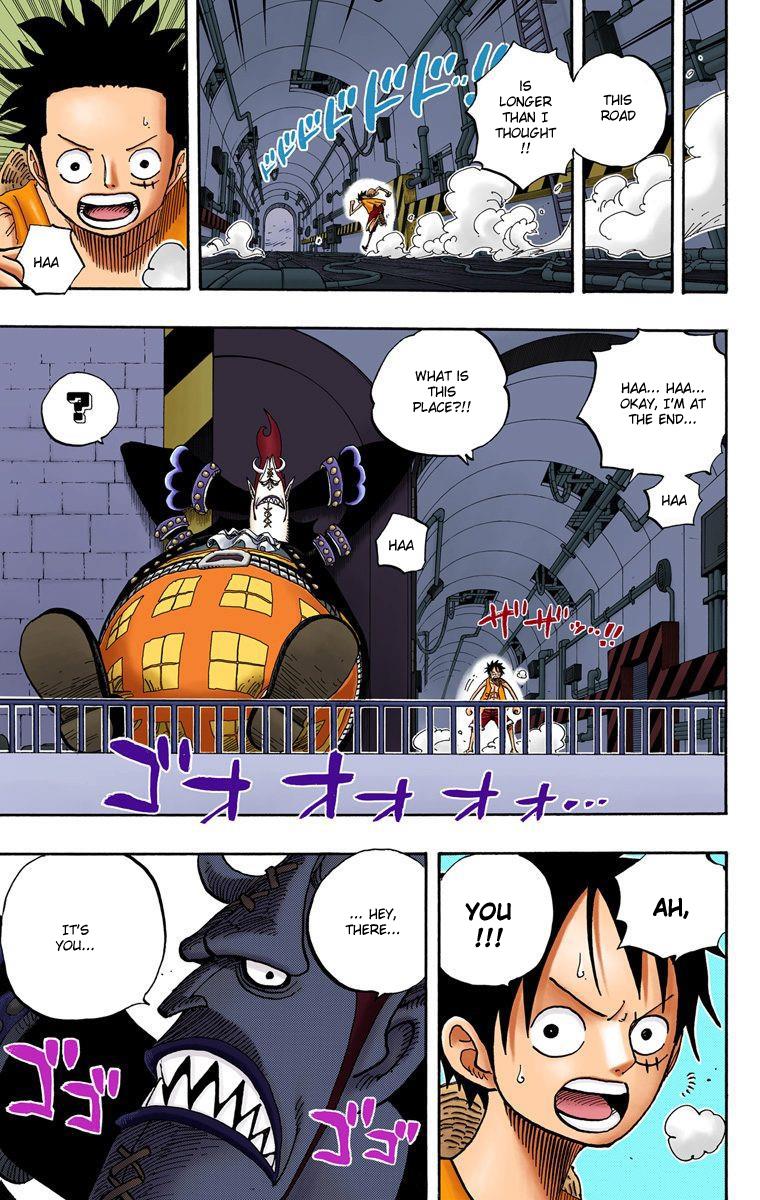 THIS
ROAD
IS
LONGER
THAN I
THOUGHT
!!
ドドドドド..!!
HAA
HAA... HAA...
OKAY, I'M AT
THE END...
HAA
WHAT IS
THIS
PLACE?!!
HAA
ザザッ..!!
?
ゴオオオオオ...
AH,
YOU
!!!
... HEY,
THERE...
IT'S
YOU...
ゴゴ
ゴゴ